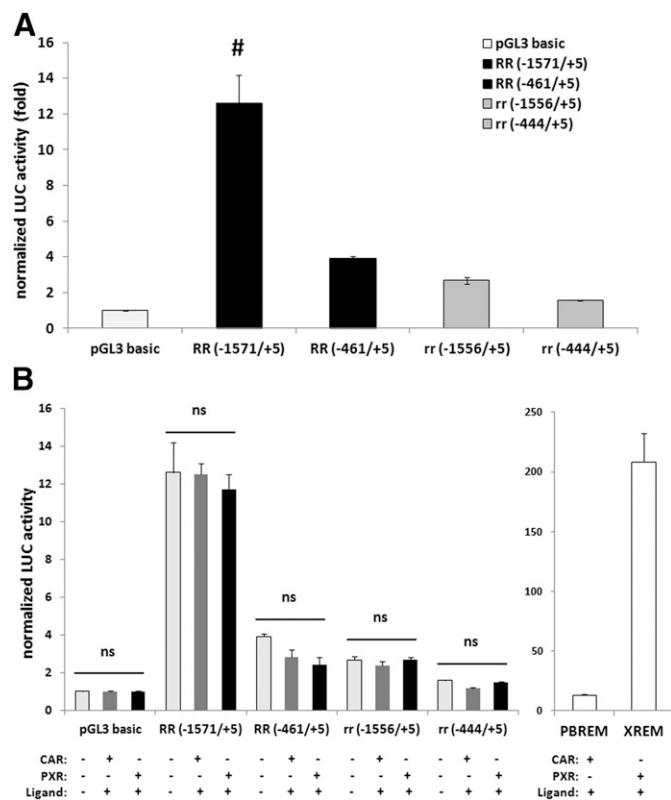 A
#
pGL3 basic
RR (-1571/+5)
RR (-461/+5)
rr (-1556/+5)
rr (-444/+5)
normalized LUC activity (fold)
16
14
12
10
8
6
4
2
0
pGL3 basic RR (-1571/+5) RR (-461/+5) rr (-1556/+5) rr (-444/+5)
B
normalized LUC activity
16
14
12
10
8
6
4
2
0
ns
ns
ns
ns
ns
pGL3 basic RR (-1571/+5) RR (-461/+5) rr (-1556/+5) rr (-444/+5)
CAR: - + - - + - - + - - + - - + -
PXR: - - + - - + - - + - - + - - +
Ligand: - + + - + + - + + - + + - + +
250
200
150
100
50
0
PBREM XREM
CAR: + -
PXR: - +
Ligand: + +